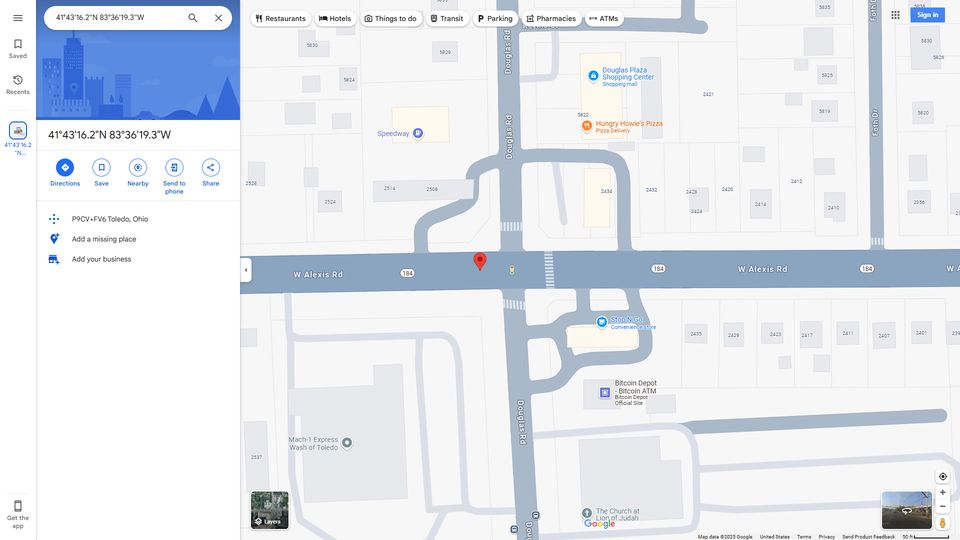 41°43'16.2"N 83°36'19.3"W
Restaurants
Hotels
Things to do
Transit
Parking
Pharmacies
ATMs
Sign in
Saved
Recents
41°43'16.2
"N...
Get the
app
41°43'16.2"N 83°36'19.3"W
Directions
Save
Nearby
Send to
phone
Share
P9CV+FV6 Toledo, Ohio
Add a missing place
Add your business
5830
5829
5824
Speedway
2528
2524
2514
2508
Douglas Rd
Douglas Rd
Douglas Plaza
Shopping Center
Shopping mall
5822
Hungry Howie's Pizza
Pizza Delivery
2421
5835
5825
5819
5830
5826
5820
Foth Dr
2434
2432
2428
2424
2420
2414
2412
2410
2356
W Alexis Rd
184
184
W Alexis Rd
184
Stop N Go
Convenience store
2435
2429
2423
2417
2411
2407
2401
Bitcoin Depot
- Bitcoin ATM
Bitcoin Depot
Official Site
Douglas Rd
Mach-1 Express
Wash of Toledo
2537
The Church at
Lion of Judah
Layers
Google
Map data ©2025 Google
United States
Terms
Privacy
Send Product Feedback
50 ft